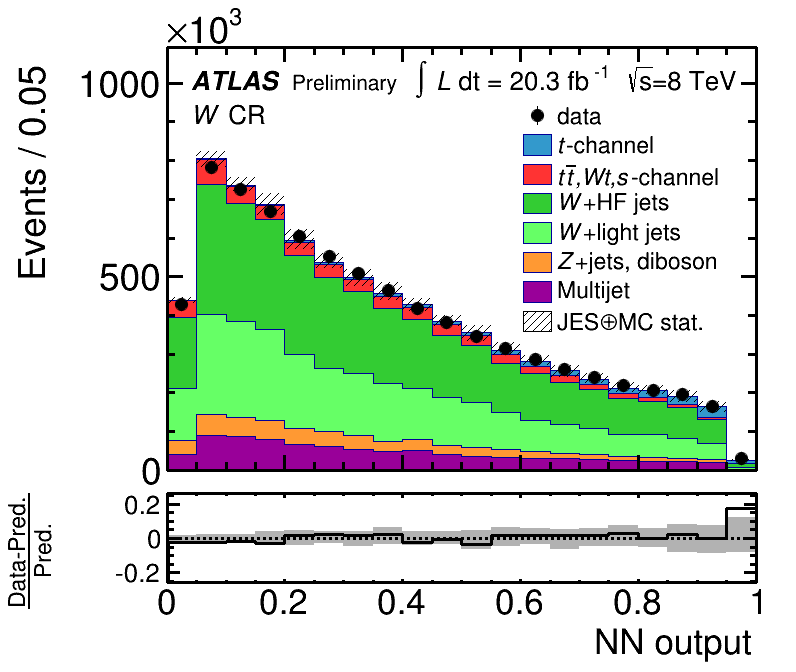 ×10³
Events / 0.05
1000
500
0
ATLAS Preliminary ∫ L dt = 20.3 fb⁻¹ √s=8 TeV
W CR
data
t-channel
tt̄,Wt,s-channel
W+HF jets
W+light jets
Z+jets, diboson
Multijet
JES⊕MC stat.
Data-Pred.
Pred.
0.2
0
-0.2
0 0.2 0.4 0.6 0.8 1
NN output